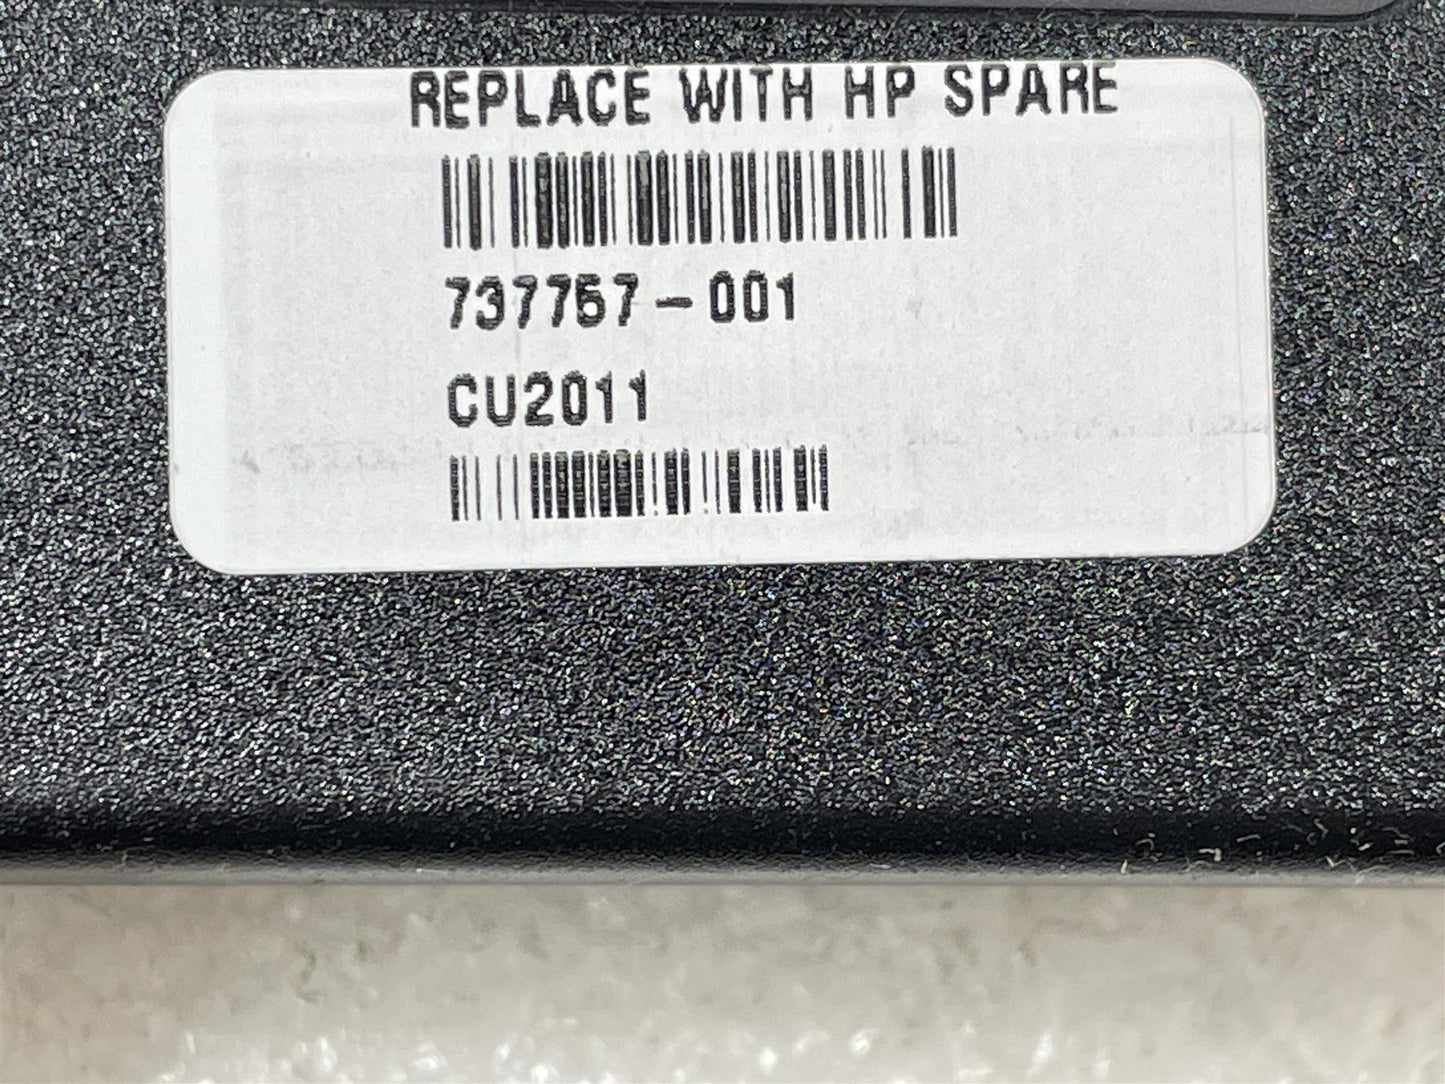 REPLACE WITH HP SPARE
737757-001
CU2011